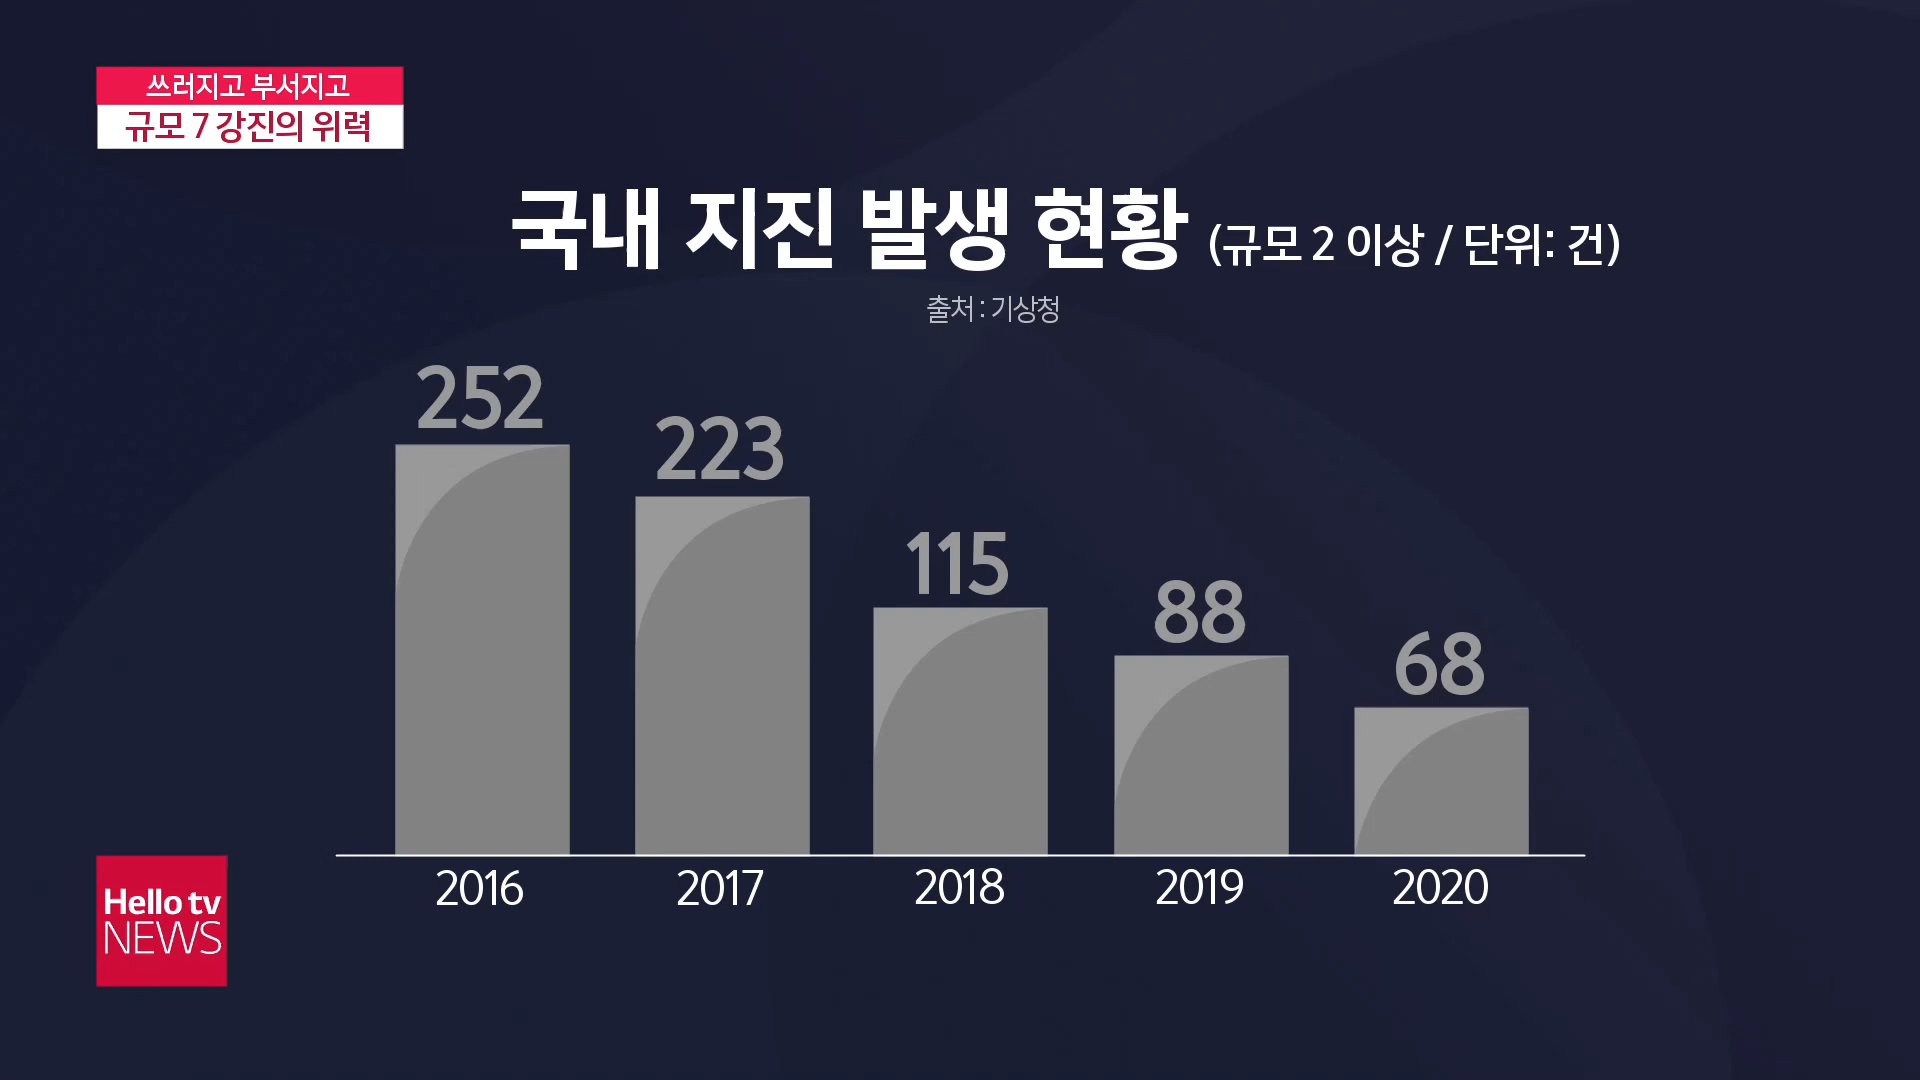 쓰러지고 부서지고
규모 7 강진의 위력
국내 지진 발생 현황 (규모 2 이상 / 단위: 건)
출처 : 기상청
252
223
115
88
68
2016
2017
2018
2019
2020
Hello tv
NEWS